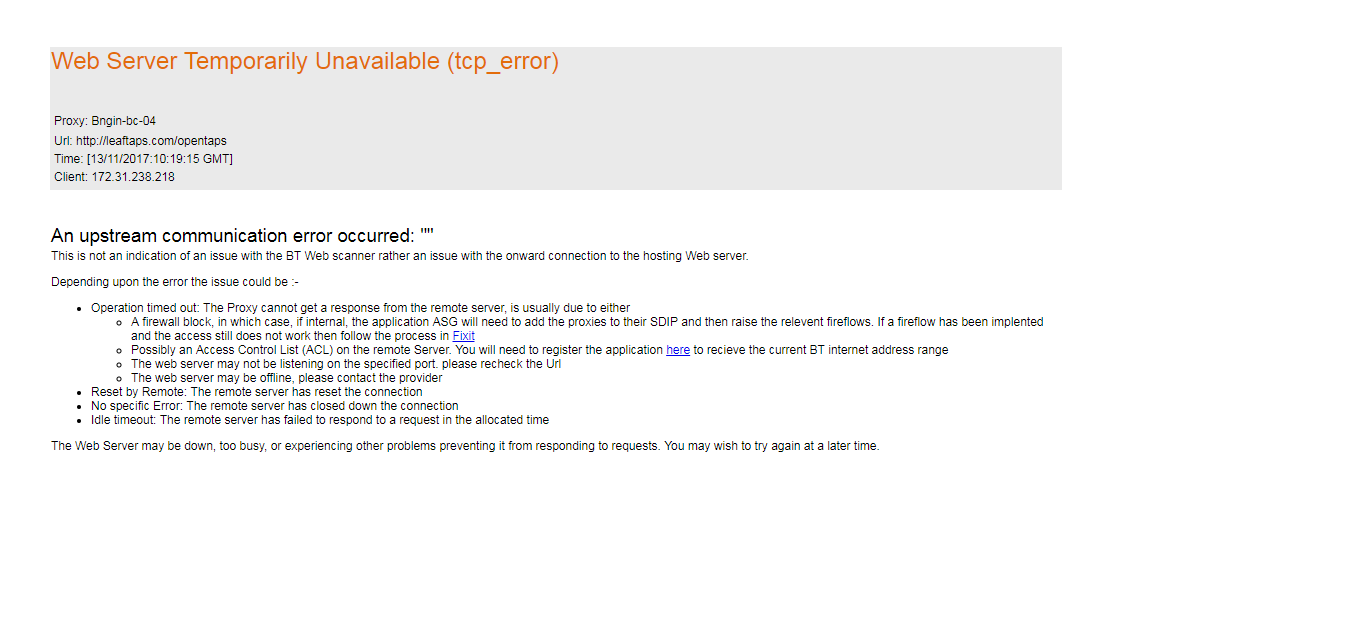 Web Server Temporarily Unavailable (tcp_error)
Proxy: Bngin-bc-04
Url: http://leaftaps.com/opentaps
Time: [13/11/2017:10:19:15 GMT]
Client: 172.31.238.218
An upstream communication error occurred: ""
This is not an indication of an issue with the BT Web scanner rather an issue with the onward connection to the hosting Web server.
Depending upon the error the issue could be :-
Operation timed out: The Proxy cannot get a response from the remote server, is usually due to either
A firewall block, in which case, if internal, the application ASG will need to add the proxies to their SDIP and then raise the relevent fireflows. If a fireflow has been implented
and the access still does not work then follow the process in Fixit
Possibly an Access Control List (ACL) on the remote Server. You will need to register the application here to recieve the current BT internet address range
The web server may not be listening on the specified port. please recheck the Url
The web server may be offline, please contact the provider
Reset by Remote: The remote server has reset the connection
No specific Error: The remote server has closed down the connection
Idle timeout: The remote server has failed to respond to a request in the allocated time
The Web Server may be down, too busy, or experiencing other problems preventing it from responding to requests. You may wish to try again at a later time.